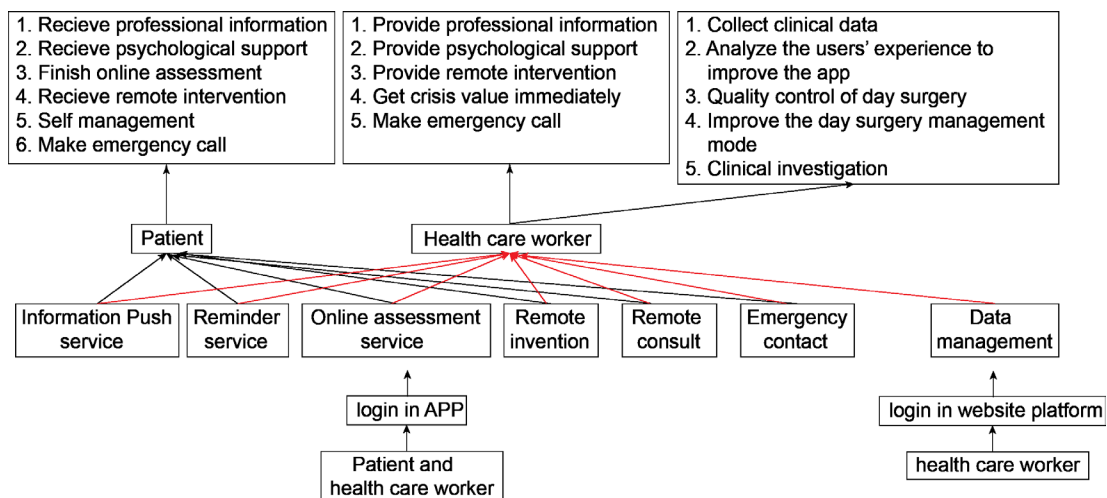 1. Recieve professional information
2. Recieve psychological support
3. Finish online assessment
4. Recieve remote intervention
5. Self management
6. Make emergency call
1. Provide professional information
2. Provide psychological support
3. Provide remote intervention
4. Get crisis value immediately
5. Make emergency call
1. Collect clinical data
2. Analyze the users’ experience to
improve the app
3. Quality control of day surgery
4. Improve the day surgery management
mode
5. Clinical investigation
Patient
Health care worker
Information Push
service
Reminder
service
Online assessment
service
Remote
invention
Remote
consult
Emergency
contact
Data
management
login in APP
login in website platform
Patient and
health care worker
health care worker